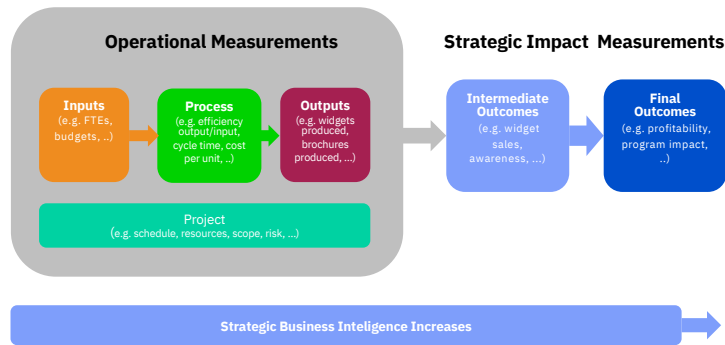 Operational Measurements
Strategic Impact Measurements
Inputs
(e.g. FTEs,
budgets, ..)
Process
(e.g. efficiency
output/input,
cycle time, cost
per unit, ..)
Outputs
(e.g. widgets
produced,
brochures
produced, ...)
Intermediate
Outcomes
(e.g. widget
sales,
awareness, ...)
Final
Outcomes
(e.g. profitability,
program impact,
..)
Project
(e.g. schedule, resources, scope, risk, ...)
Strategic Business Inteligence Increases